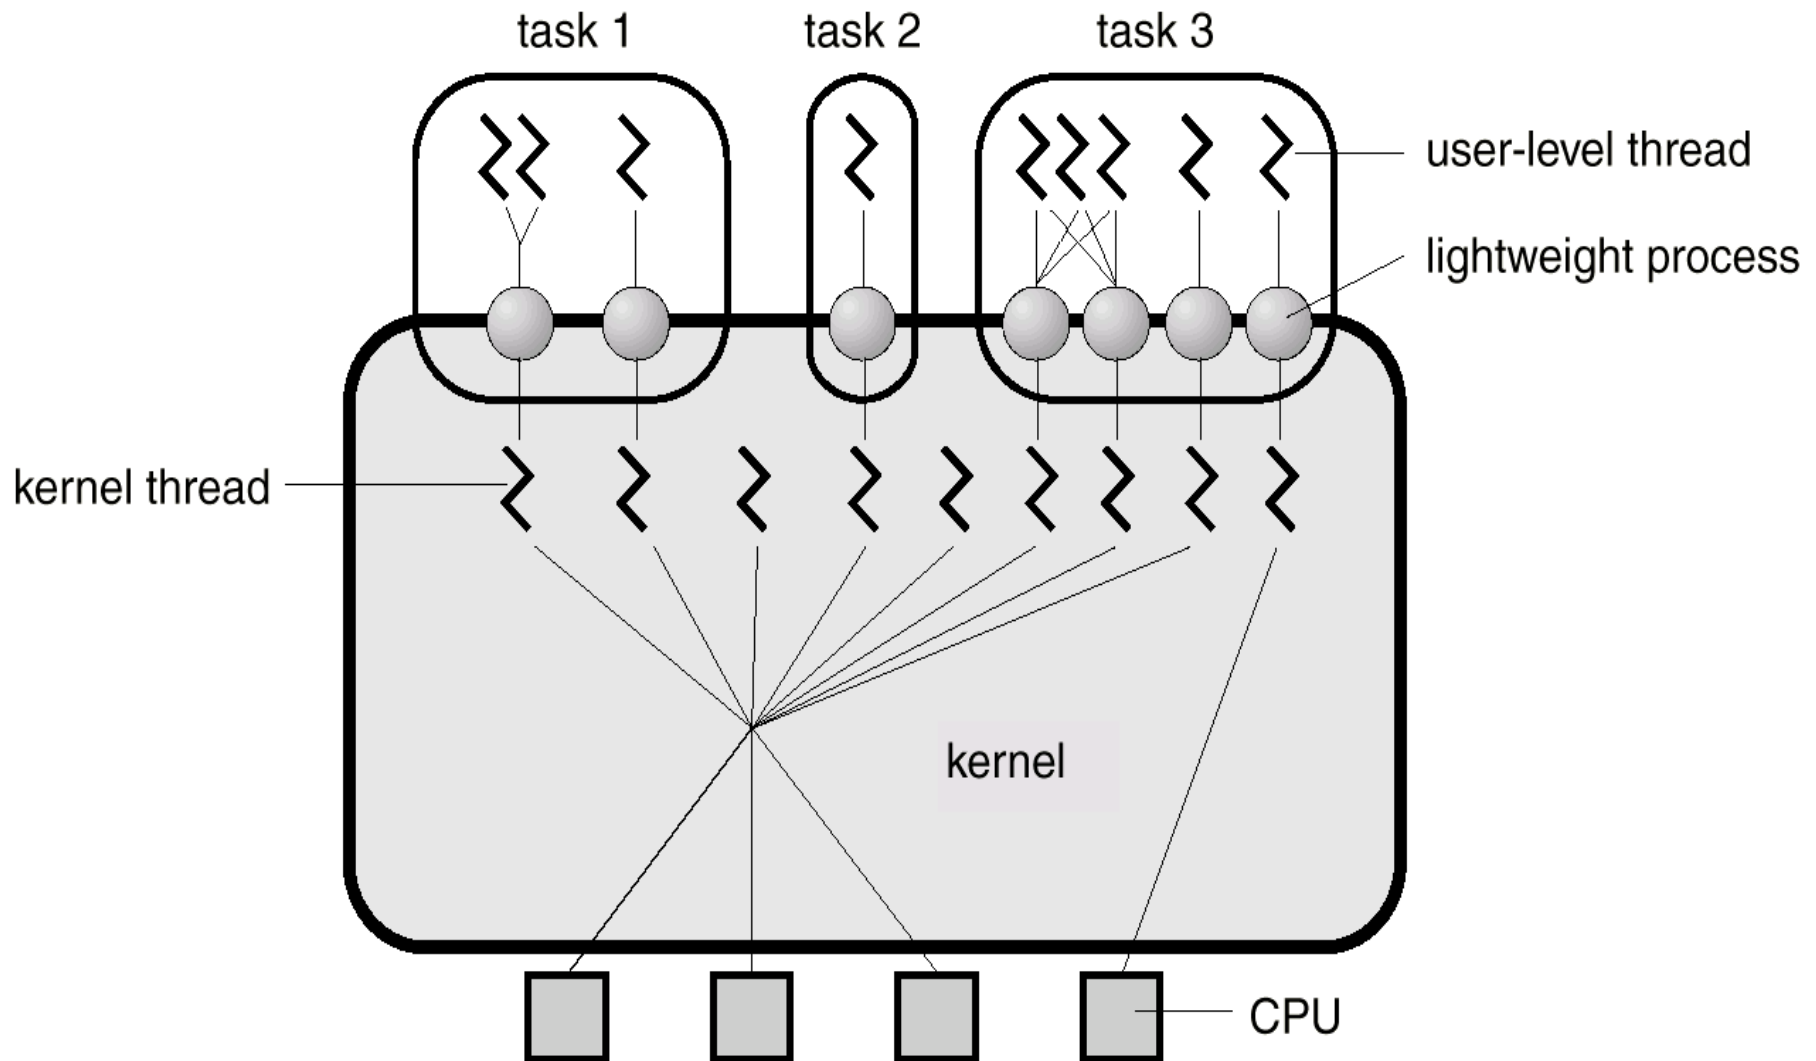 task 1
task 2
task 3
user-level thread
lightweight process
kernel thread
kernel
CPU